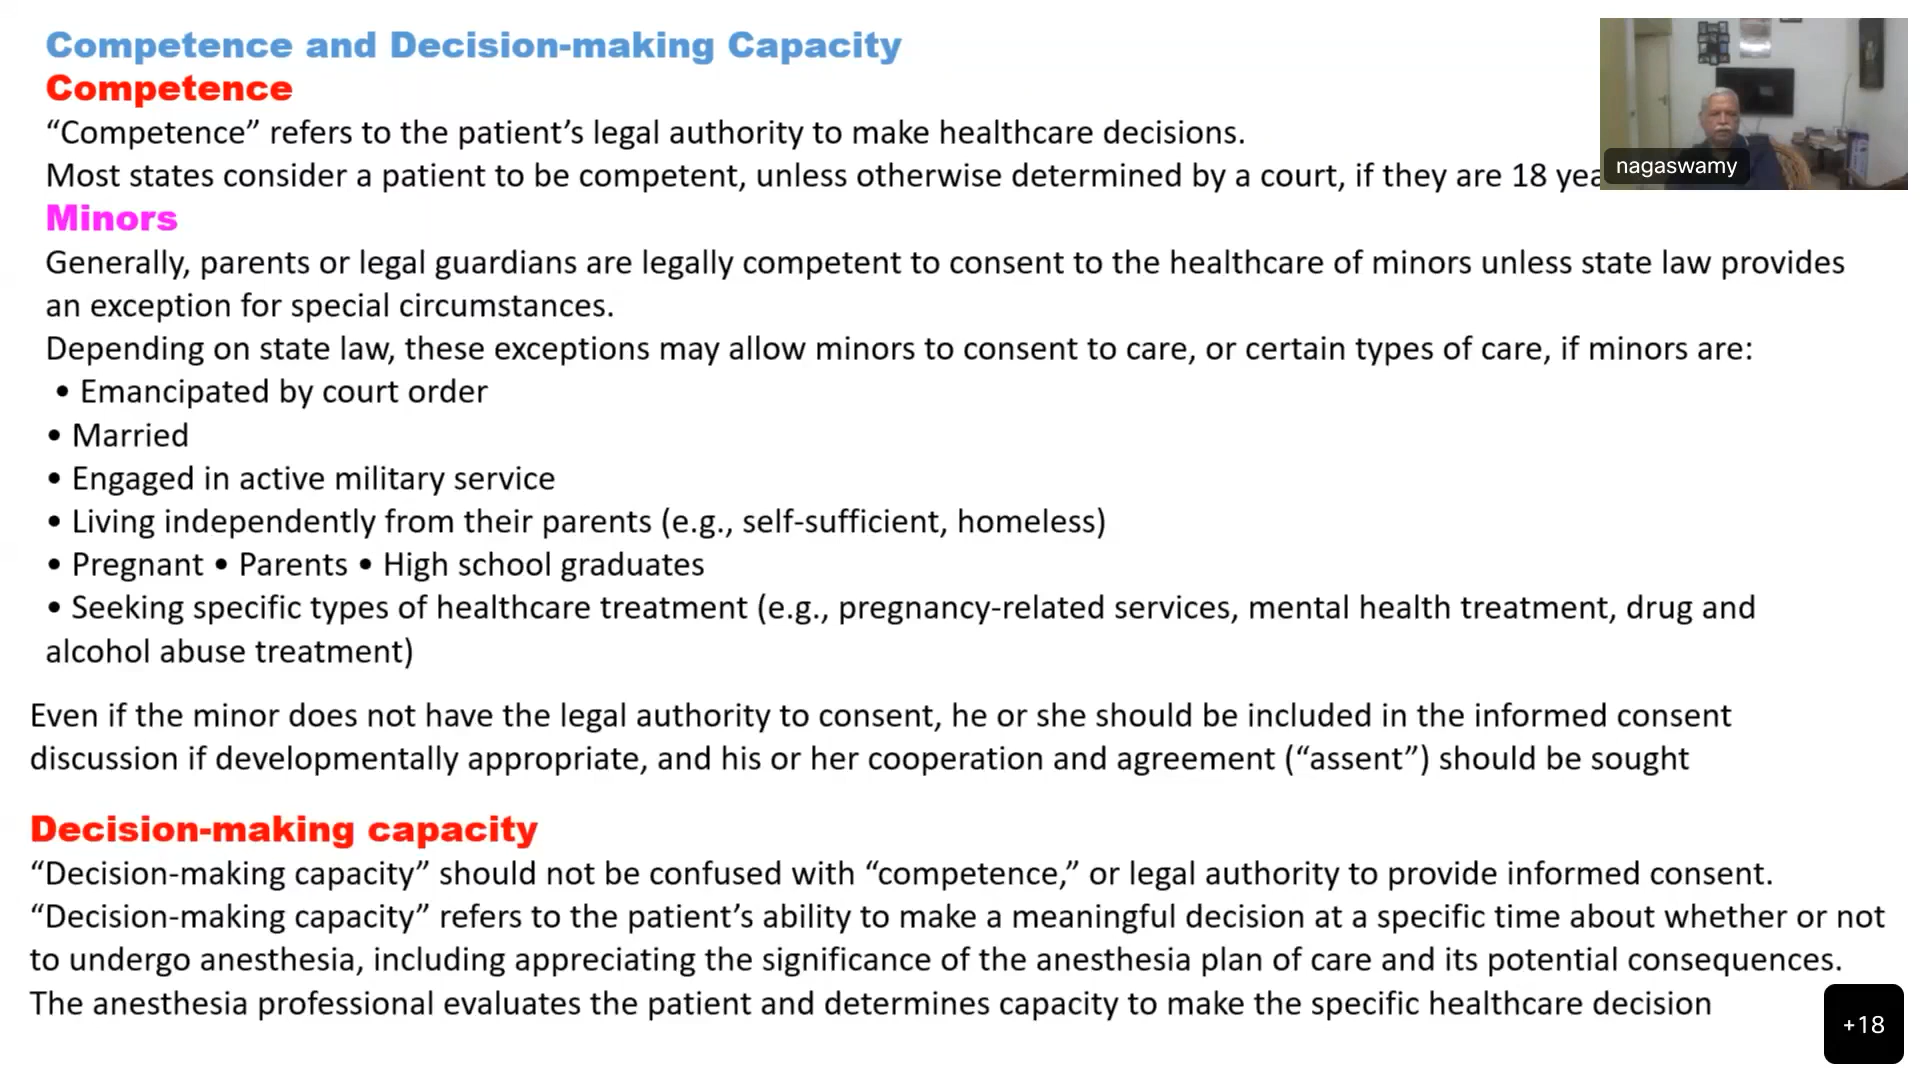 Competence and Decision-making Capacity
Competence
“Competence” refers to the patient’s legal authority to make healthcare decisions.
Most states consider a patient to be competent, unless otherwise determined by a court, if they are 18
nagaswamy
Minors
Generally, parents or legal guardians are legally competent to consent to the healthcare of minors unless state law provides
an exception for special circumstances.
Depending on state law, these exceptions may allow minors to consent to care, or certain types of care, if minors are:
• Emancipated by court order
• Married
• Engaged in active military service
• Living independently from their parents (e.g., self-sufficient, homeless)
• Pregnant • Parents • High school graduates
• Seeking specific types of healthcare treatment (e.g., pregnancy-related services, mental health treatment, drug and
alcohol abuse treatment)
Even if the minor does not have the legal authority to consent, he or she should be included in the informed consent
discussion if developmentally appropriate, and his or her cooperation and agreement (“assent”) should be sought
Decision-making capacity
“Decision-making capacity” should not be confused with “competence,” or legal authority to provide informed consent.
“Decision-making capacity” refers to the patient’s ability to make a meaningful decision at a specific time about whether or not
to undergo anesthesia, including appreciating the significance of the anesthesia plan of care and its potential consequences.
The anesthesia professional evaluates the patient and determines capacity to make the specific healthcare decision
+18